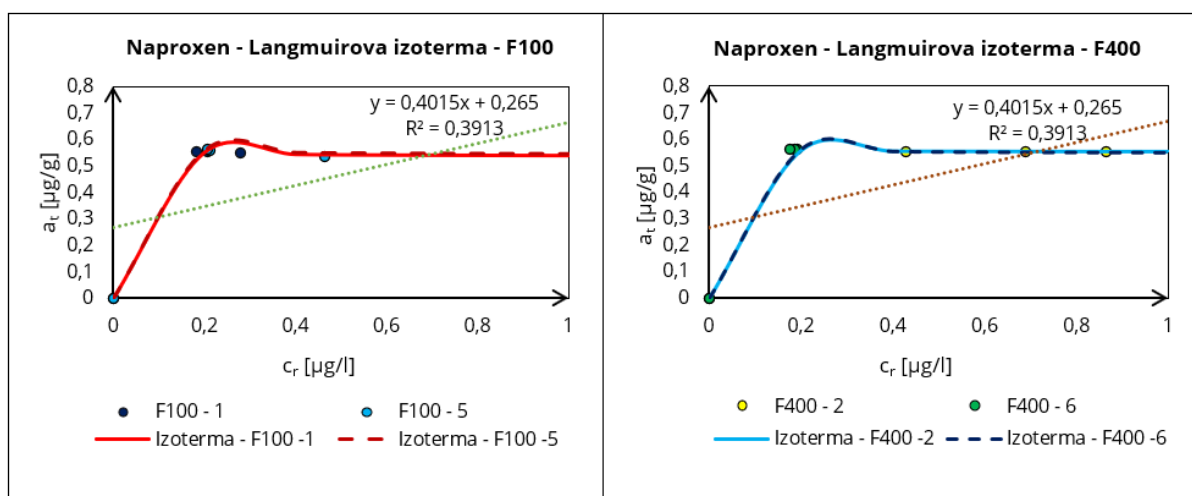 Naproxen - Langmuirova izoterma - F100
0,8
0,7
0,6
0,5
0,4
0,3
0,2
0,1
0
aₜ [µg/g]
y = 0,4015x + 0,265
R² = 0,3913
0 0,2 0,4 0,6 0,8 1
cᵣ [µg/l]
F100 - 1 F100 - 5
Izoterma - F100 -1 Izoterma - F100 -5
Naproxen - Langmuirova izoterma - F400
0,8
0,7
0,6
0,5
0,4
0,3
0,2
0,1
0
aₜ [µg/g]
y = 0,4015x + 0,265
R² = 0,3913
0 0,2 0,4 0,6 0,8 1
cᵣ [µg/l]
F400 - 2 F400 - 6
Izoterma - F400 -2 Izoterma - F400 -6